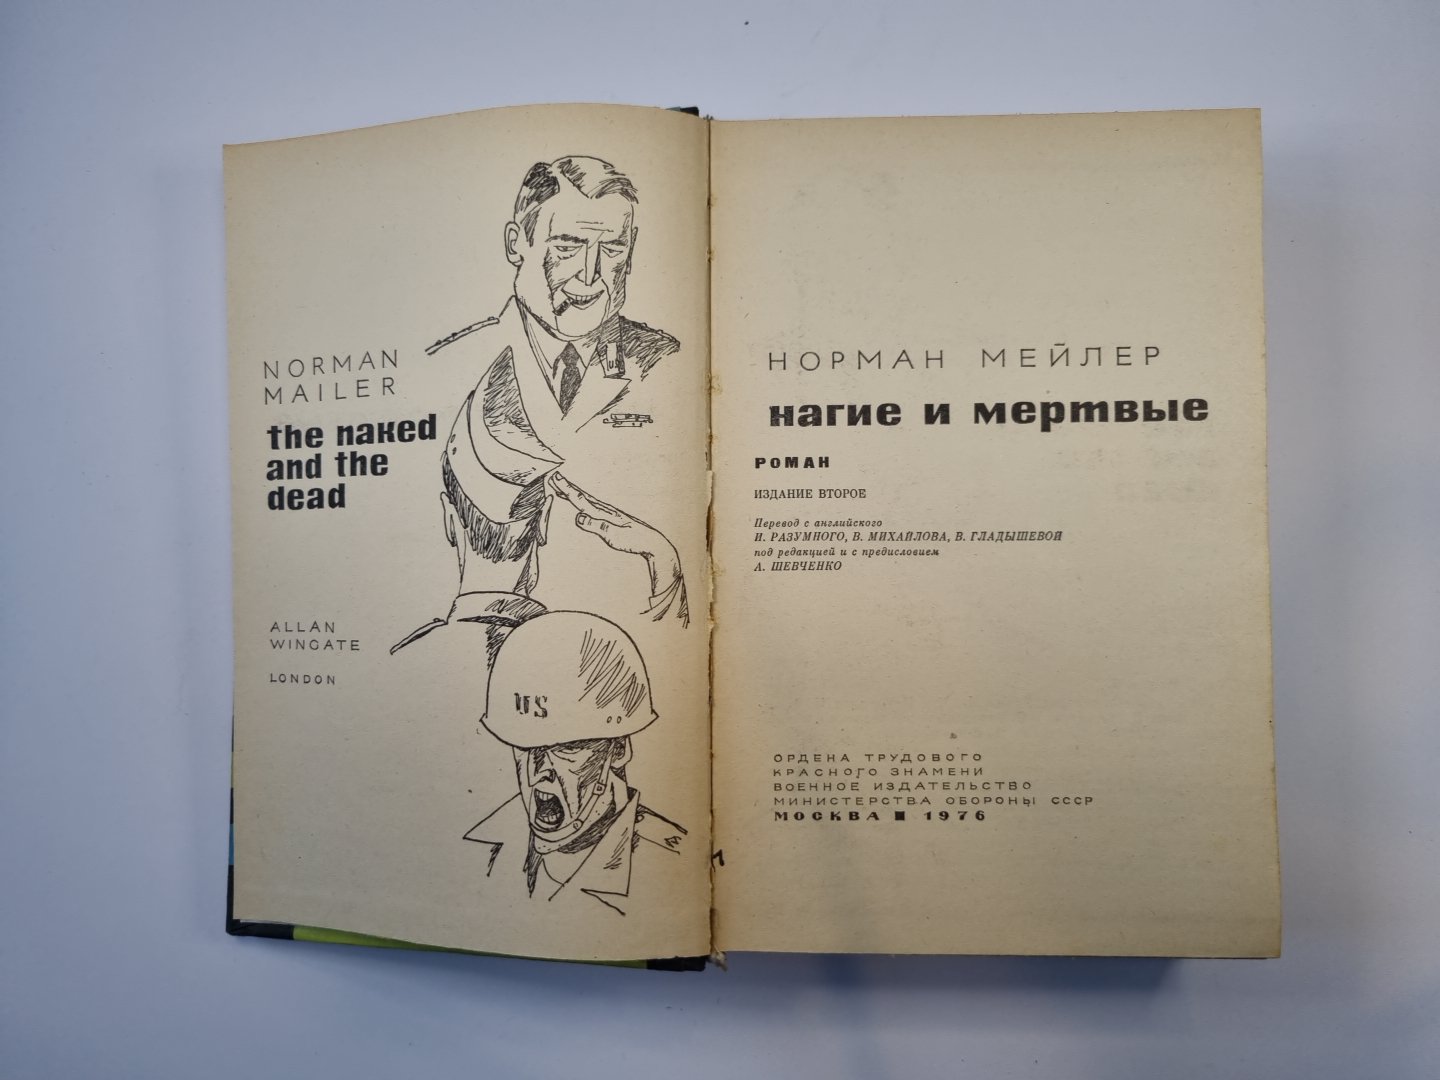 NORMAN
MAILER
the naked
and the
dead
ALLAN
WINGATE
LONDON
US
US
НОРМАН МЕЙЛЕР
нагие и мертвые
РОМАН
ИЗДАНИЕ ВТОРОЕ
Перевод с английского
И. РАЗУМНОГО, В. МИХАЙЛОВА, В. ГЛАДЫШЕВОЙ
под редакцией и с предисловием
А. ШЕВЧЕНКО
ОРДЕНА ТРУДОВОГО
КРАСНОГО ЗНАМЕНИ
ВОЕННОЕ ИЗДАТЕЛЬСТВО
МИНИСТЕРСТВА ОБОРОНЫ СССР
МОСКВА ■ 1976